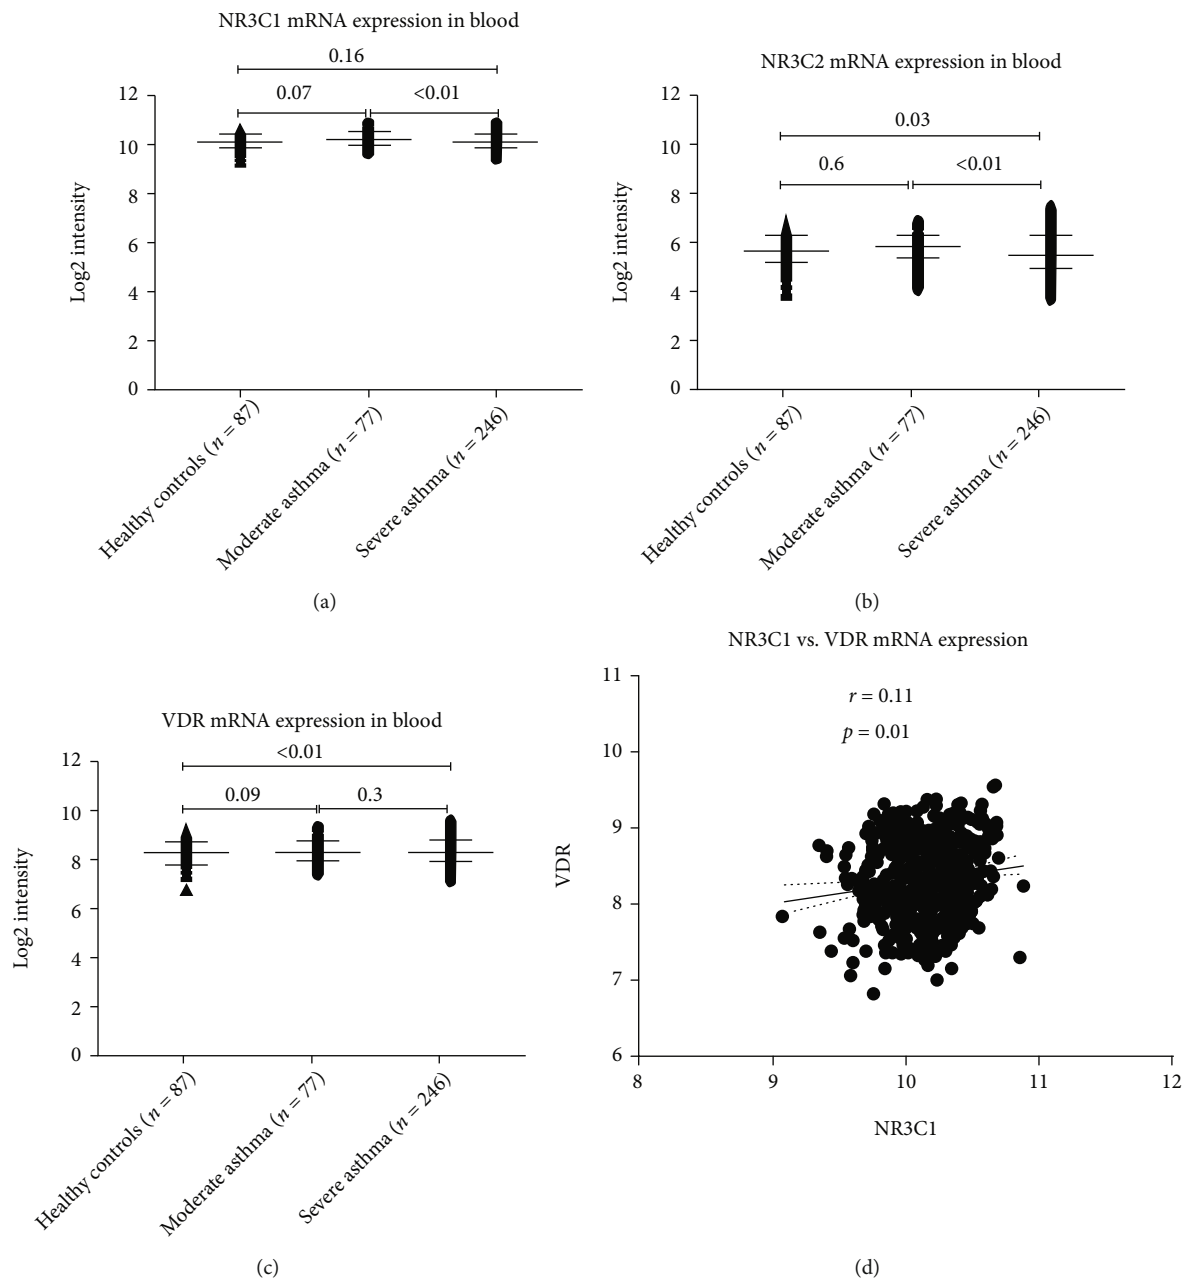 NR3C1 mRNA expression in blood
0.16
0.07
<0.01
12
10
8
6
4
2
0
Log2 intensity
Healthy controls (n = 87)
Moderate asthma (n = 77)
Severe asthma (n = 246)
(a)
NR3C2 mRNA expression in blood
0.03
0.6
<0.01
12
10
8
6
4
2
0
Log2 intensity
Healthy controls (n = 87)
Moderate asthma (n = 77)
Severe asthma (n = 246)
(b)
VDR mRNA expression in blood
<0.01
0.09
0.3
12
10
8
6
4
2
0
Log2 intensity
Healthy controls (n = 87)
Moderate asthma (n = 77)
Severe asthma (n = 246)
(c)
NR3C1 vs. VDR mRNA expression
r = 0.11
p = 0.01
11
10
9
8
7
6
VDR
8
9
10
11
12
NR3C1
(d)